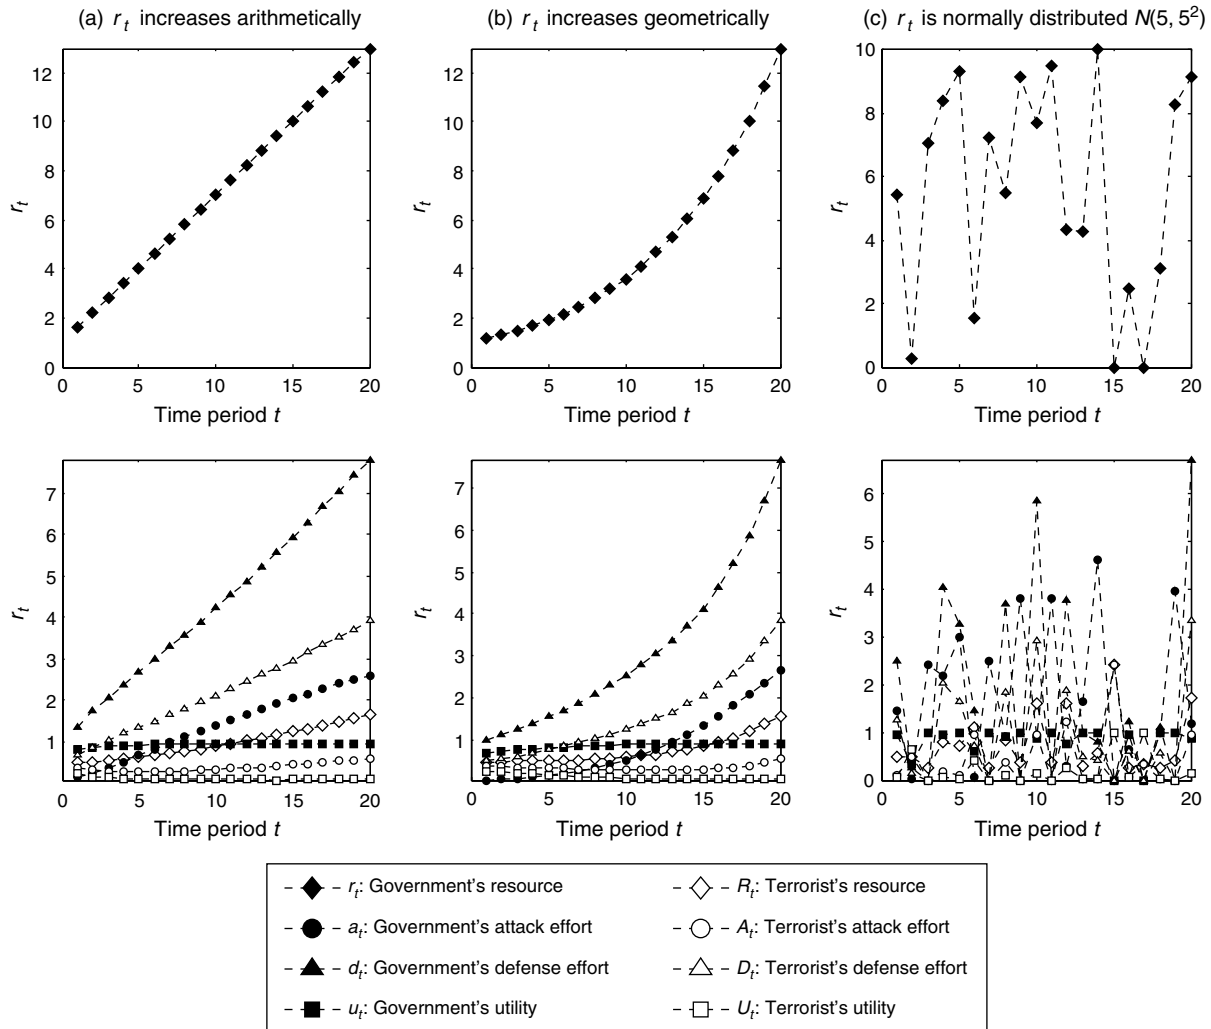 (a) r_t increases arithmetically
(b) r_t increases geometrically
(c) r_t is normally distributed N(5, 5²)
12
10
8
6
4
2
0
r_t
0 5 10 15 20
Time period t
12
10
8
6
4
2
0
r_t
0 5 10 15 20
Time period t
10
8
6
4
2
0
r_t
0 5 10 15 20
Time period t
7
6
5
4
3
2
1
r_t
0 5 10 15 20
Time period t
7
6
5
4
3
2
1
r_t
0 5 10 15 20
Time period t
6
5
4
3
2
1
0
r_t
0 5 10 15 20
Time period t
r_t: Government's resource
R_t: Terrorist's resource
a_t: Government's attack effort
A_t: Terrorist's attack effort
d_t: Government's defense effort
D_t: Terrorist's defense effort
u_t: Government's utility
U_t: Terrorist's utility